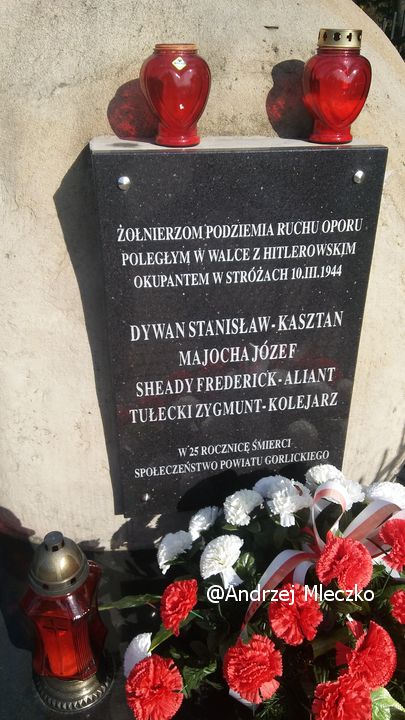 ŻOŁNIERZOM PODZIEMIA RUCHU OPORU
POLEGŁYM W WALCE Z HITLEROWSKIM
OKUPANTEM W STRÓŻACH 10.III.1944
DYWAN STANISŁAW-KASZTAN
MAJOCHA JÓZEF
SHEADY FREDERICK-ALIANT
TUŁECKI ZYGMUNT-KOLEJARZ
W 25 ROCZNICĘ ŚMIERCI
SPOŁECZEŃSTWO POWIATU GORLICKIEGO
@Andrzej Mleczko